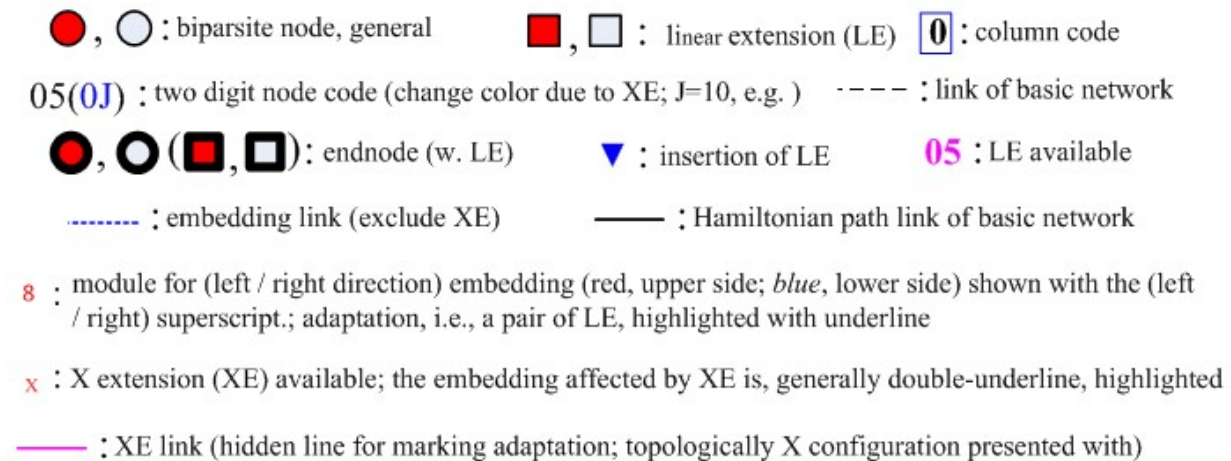 , : biparsite node, general , : linear extension (LE) 0 : column code
05(0J) : two digit node code (change color due to XE; J=10, e.g. ) : link of basic network
, ( , ) : endnode (w. LE) : insertion of LE 05 : LE available
: embedding link (exclude XE) : Hamiltonian path link of basic network
8 : module for (left / right direction) embedding (red, upper side; blue, lower side) shown with the (left
/ right) superscript.; adaptation, i.e., a pair of LE, highlighted with underline
x : X extension (XE) available; the embedding affected by XE is, generally double-underline, highlighted
: XE link (hidden line for marking adaptation; topologically X configuration presented with)